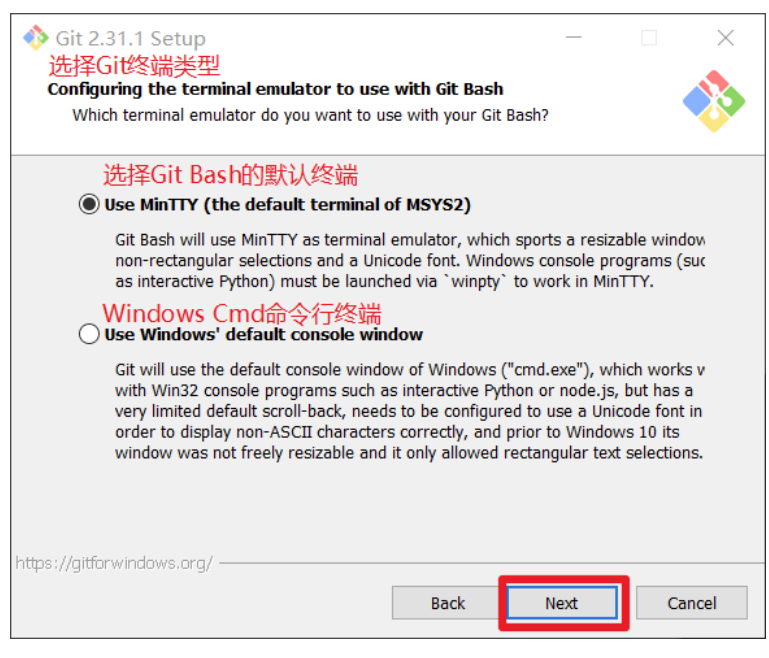 Git 2.31.1 Setup
选择Git终端类型
Configuring the terminal emulator to use with Git Bash
Which terminal emulator do you want to use with your Git Bash?
选择Git Bash的默认终端
Use MinTTY (the default terminal of MSYS2)
Git Bash will use MinTTY as terminal emulator, which sports a resizable window
non-rectangular selections and a Unicode font. Windows console programs (suc
as interactive Python) must be launched via `winpty` to work in MinTTY.
Windows Cmd命令行终端
Use Windows' default console window
Git will use the default console window of Windows ("cmd.exe"), which works
with Win32 console programs such as interactive Python or node.js, but has a
very limited default scroll-back, needs to be configured to use a Unicode font in
order to display non-ASCII characters correctly, and prior to Windows 10 its
window was not freely resizable and it only allowed rectangular text selections.
https://gitforwindows.org/
Back Next Cancel